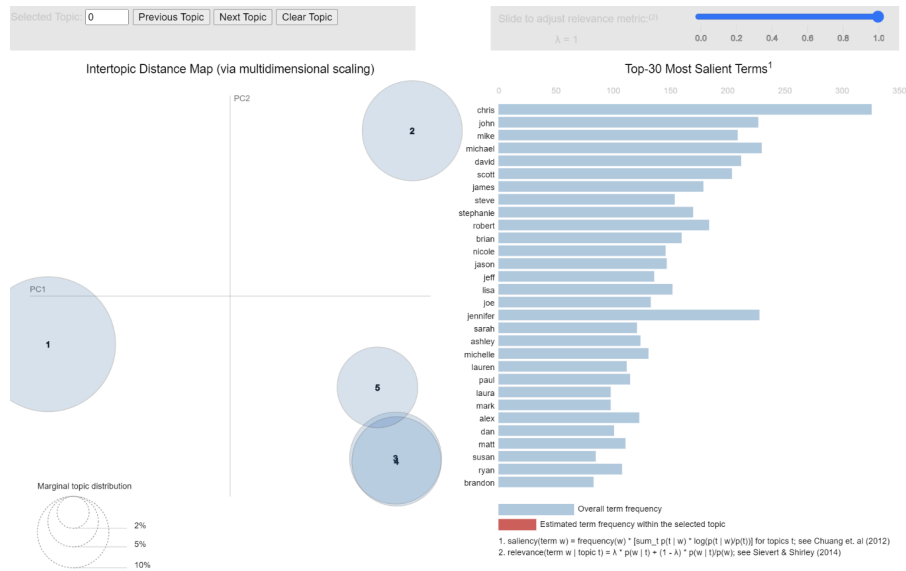 Selected Topic: 0 Previous Topic Next Topic Clear Topic
Slide to adjust relevance metric:(2)
λ = 1
0.0 0.2 0.4 0.6 0.8 1.0
Intertopic Distance Map (via multidimensional scaling)
PC2
PC1
1
2
5
3
4
Marginal topic distribution
2%
5%
10%
Top-30 Most Salient Terms1
0 50 100 150 200 250 300 350
chris
john
mike
michael
david
scott
james
steve
stephanie
robert
brian
nicole
jason
jeff
lisa
joe
jennifer
sarah
ashley
michelle
lauren
paul
laura
mark
alex
dan
matt
susan
ryan
brandon
Overall term frequency
Estimated term frequency within the selected topic
1. saliency(term w) = frequency(w) * [sum_t p(t | w) * log(p(t | w)/p(t))] for topics t; see Chuang et. al (2012)
2. relevance(term w | topic t) = λ * p(w | t) + (1 - λ) * p(w | t)/p(w); see Sievert & Shirley (2014)